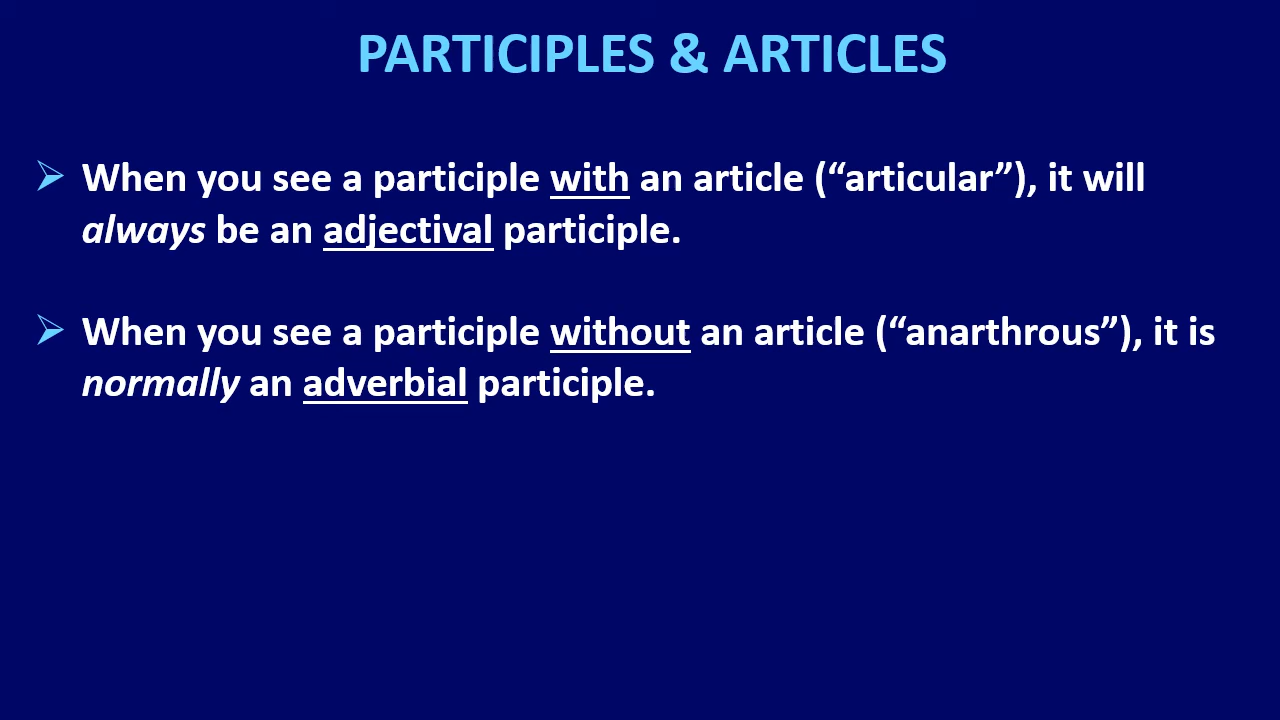 PARTICIPLES & ARTICLES
➢ When you see a participle with an article (“articular”), it will
always be an adjectival participle.
➢ When you see a participle without an article (“anarthrous”), it is
normally an adverbial participle.